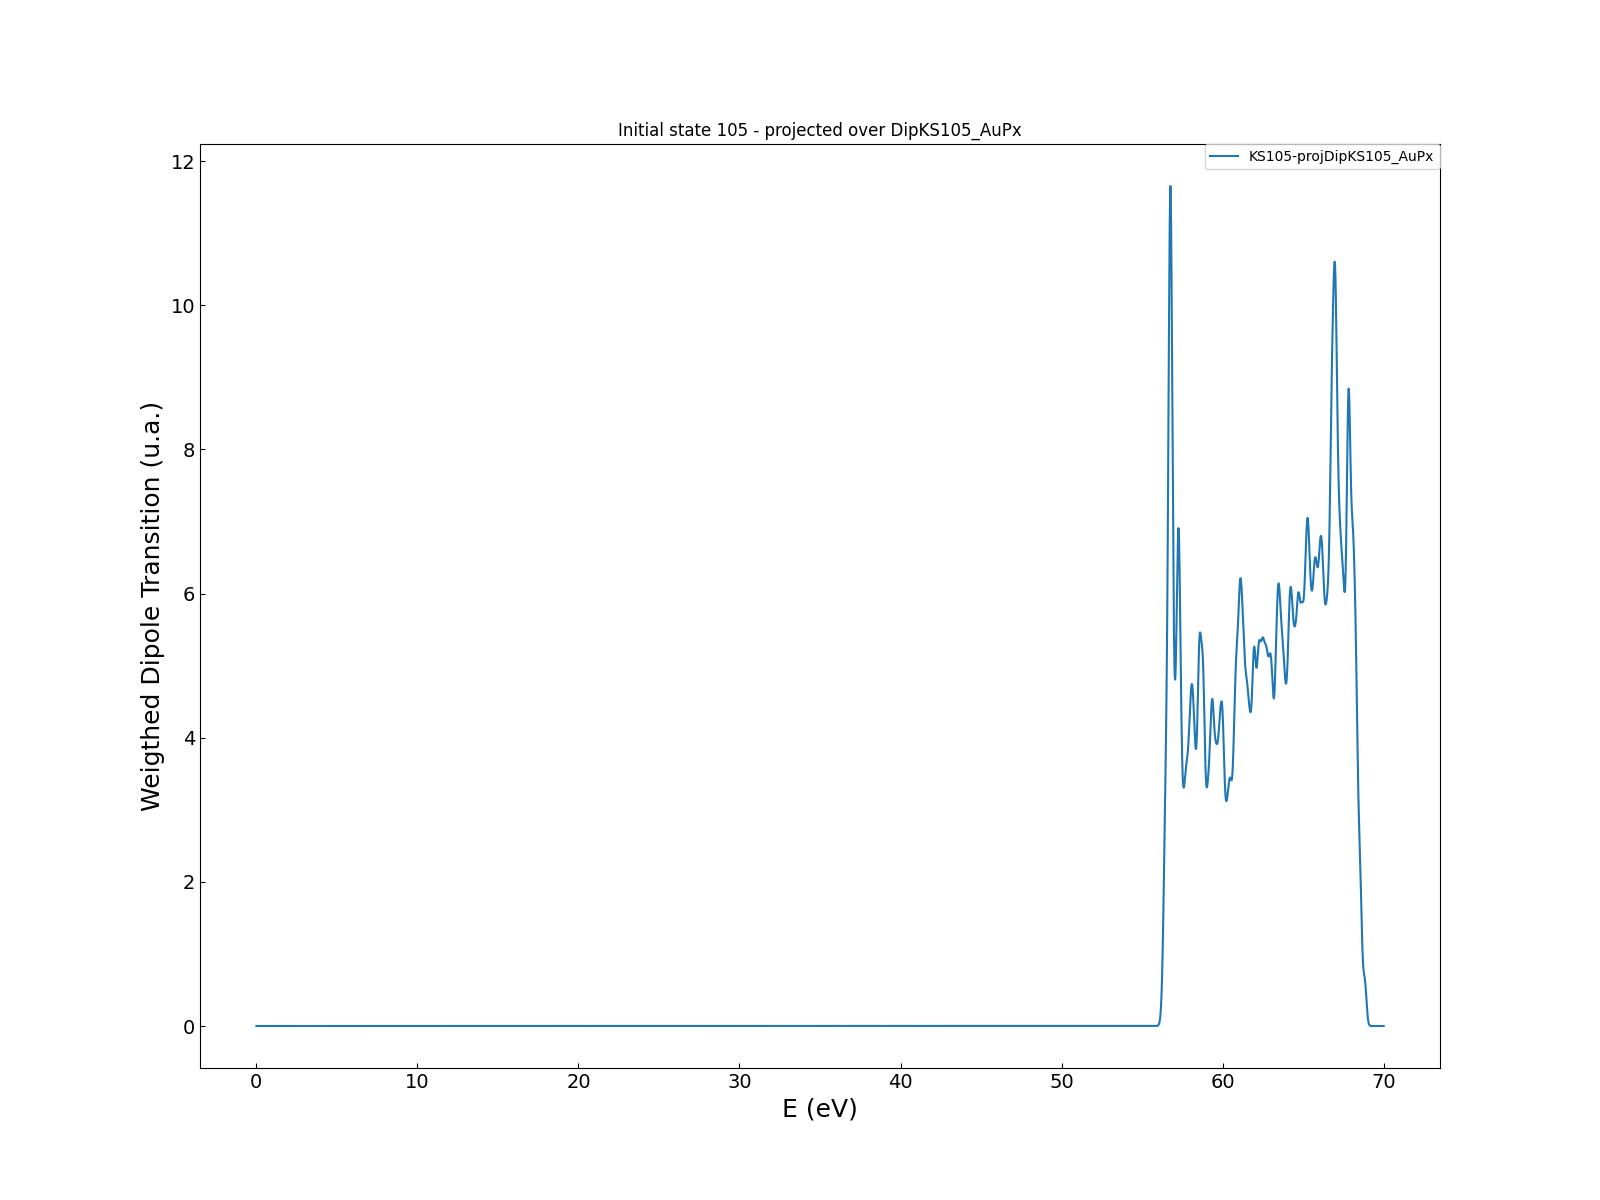 Initial state 105 - projected over DipKS105_AuPx
KS105-projDipKS105_AuPx
Weigthed Dipole Transition (u.a.)
12
10
8
6
4
2
0
0 10 20 30 40 50 60 70
E (eV)